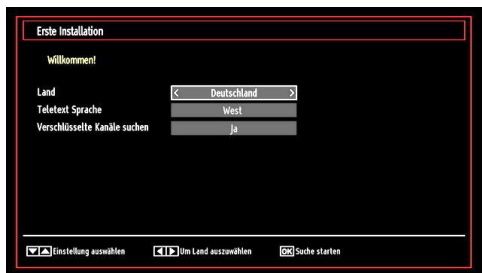 Erste Installation
Willkommen!
Land < Deutschland >
Teletext Sprache West
Verschlüsselte Kanäle suchen Ja
Einstellung auswählen Um Land auszuwählen OK Suche starten